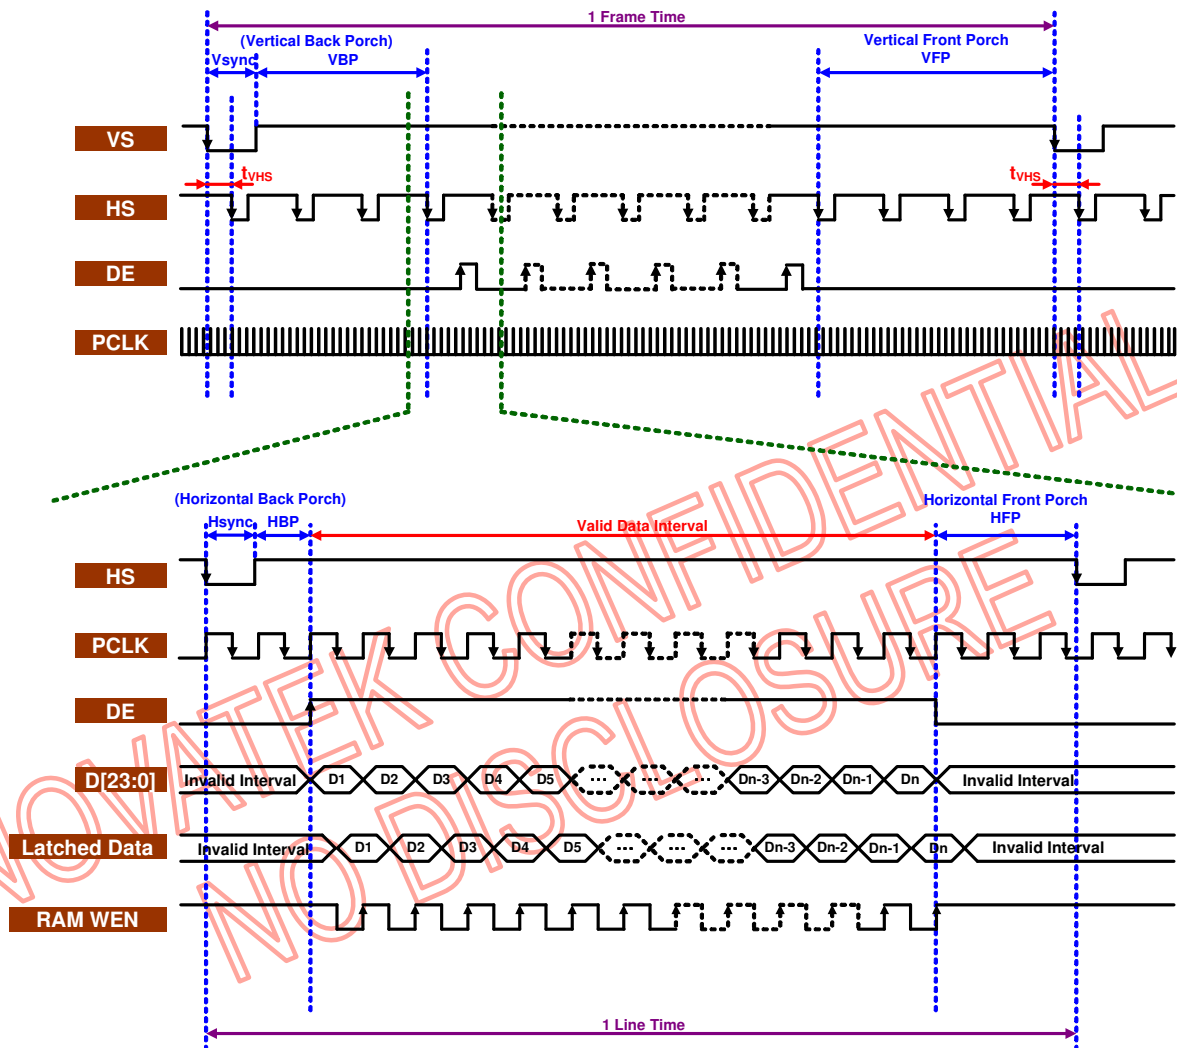 1 Frame Time
(Vertical Back Porch)
Vsync
VBP
Vertical Front Porch
VFP
VS
tVHS
tVHS
HS
DE
PCLK
(Horizontal Back Porch)
Hsync
HBP
Valid Data Interval
Horizontal Front Porch
HFP
HS
PCLK
DE
D[23:0]
Invalid Interval
D1
D2
D3
D4
D5
...
...
...
Dn-3
Dn-2
Dn-1
Dn
Invalid Interval
Latched Data
Invalid Interval
D1
D2
D3
D4
D5
...
...
...
Dn-3
Dn-2
Dn-1
Dn
Invalid Interval
RAM WEN
1 Line Time
NOVATEK CONFIDENTIAL
NO DISCLOSURE